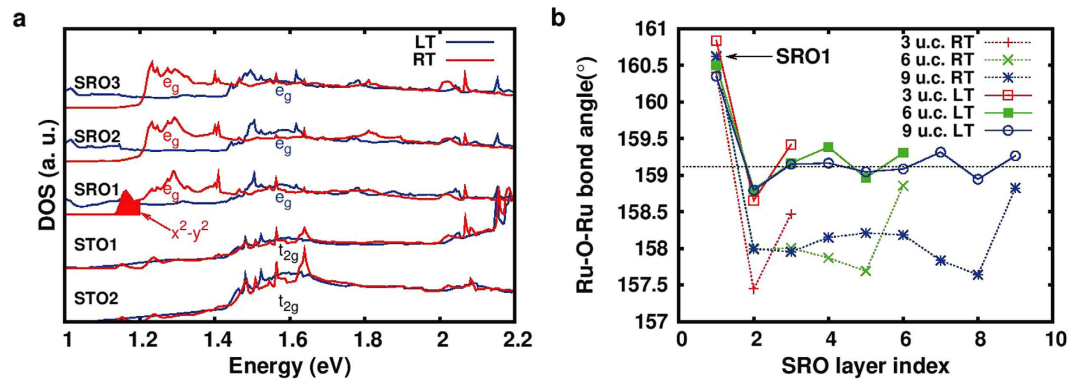 a
LT
RT
SRO3
e_g
e_g
SRO2
e_g
e_g
SRO1
e_g
e_g
x²-y²
STO1
t_2g
STO2
t_2g
DOS (a. u.)
1 1.2 1.4 1.6 1.8 2 2.2
Energy (eV)
b
161
160.5
160
159.5
159
158.5
158
157.5
157
Ru-O-Ru bond angle(°)
SRO1
3 u.c. RT
6 u.c. RT
9 u.c. RT
3 u.c. LT
6 u.c. LT
9 u.c. LT
0 2 4 6 8 10
SRO layer index